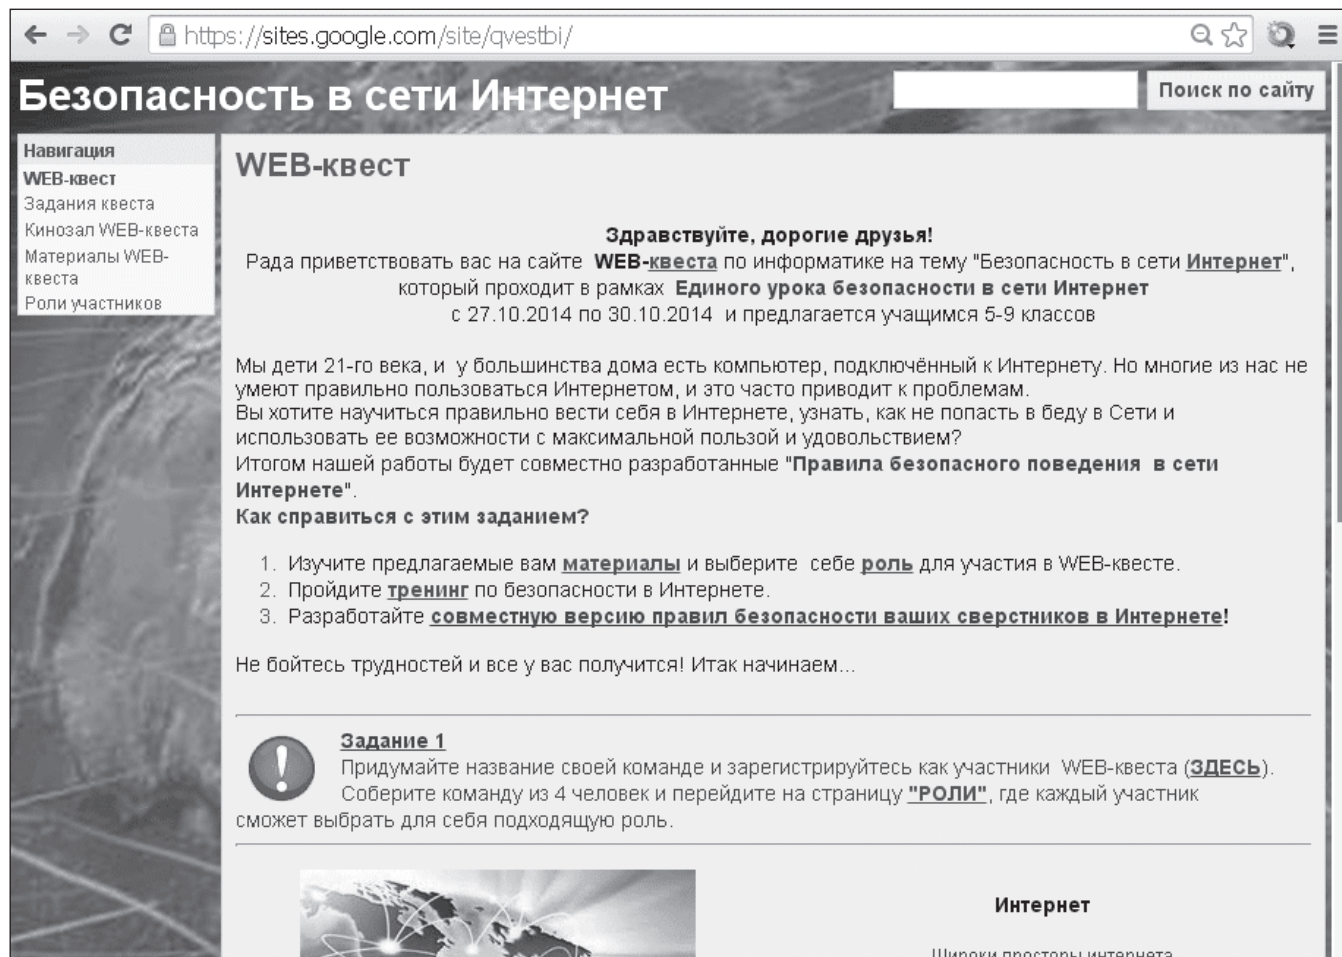 https://sites.google.com/site/qvestbi/
Безопасность в сети Интернет
Поиск по сайту
Навигация
WEB-квест
Задания квеста
Кинозал WEB-квеста
Материалы WEB-
квеста
Роли участников
WEB-квест
Здравствуйте, дорогие друзья!
Рада приветствовать вас на сайте WEB-квеста по информатике на тему "Безопасность в сети Интернет",
который проходит в рамках Единого урока безопасности в сети Интернет
с 27.10.2014 по 30.10.2014 и предлагается учащимся 5-9 классов
Мы дети 21-го века, и у большинства дома есть компьютер, подключённый к Интернету. Но многие из нас не
умеют правильно пользоваться Интернетом, и это часто приводит к проблемам.
Вы хотите научиться правильно вести себя в Интернете, узнать, как не попасть в беду в Сети и
использовать ее возможности с максимальной пользой и удовольствием?
Итогом нашей работы будет совместно разработанные "Правила безопасного поведения в сети
Интернете".
Как справиться с этим заданием?
1. Изучите предлагаемые вам материалы и выберите себе роль для участия в WEB-квесте.
2. Пройдите тренинг по безопасности в Интернете.
3. Разработайте совместную версию правил безопасности ваших сверстников в Интернете!
Не бойтесь трудностей и все у вас получится! Итак начинаем...
Задание 1
Придумайте название своей команде и зарегистрируйтесь как участники WEB-квеста (ЗДЕСЬ).
Соберите команду из 4 человек и перейдите на страницу "РОЛИ", где каждый участник
сможет выбрать для себя подходящую роль.
Интернет
Широки просторы интернета